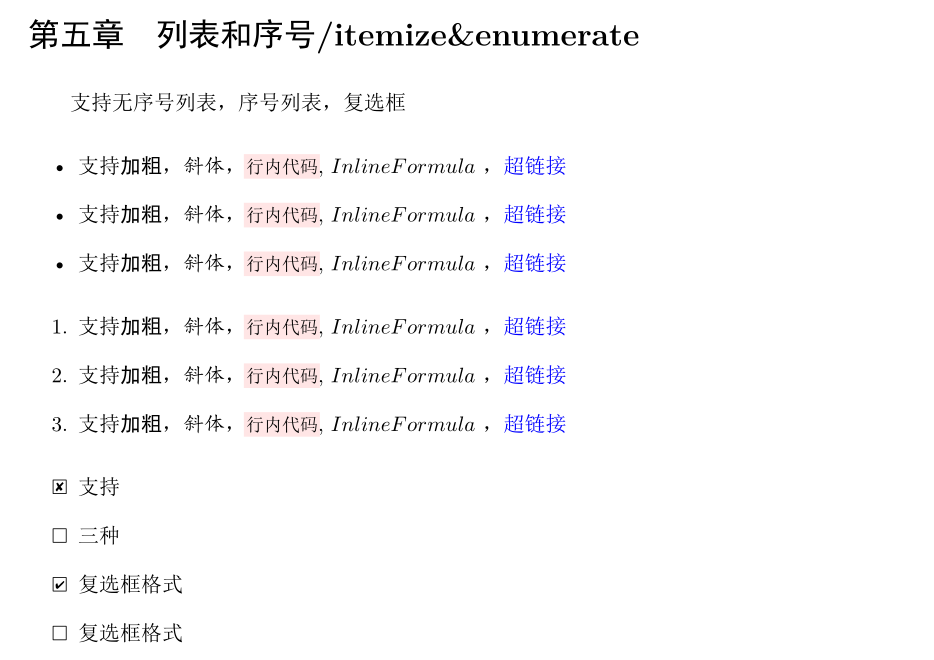 第五章 列表和序号/itemize&enumerate
支持无序号列表，序号列表，复选框
• 支持加粗，斜体，行内代码, InlineFormula ，超链接
• 支持加粗，斜体，行内代码, InlineFormula ，超链接
• 支持加粗，斜体，行内代码, InlineFormula ，超链接
1. 支持加粗，斜体，行内代码, InlineFormula ，超链接
2. 支持加粗，斜体，行内代码, InlineFormula ，超链接
3. 支持加粗，斜体，行内代码, InlineFormula ，超链接
☒ 支持
☐ 三种
☑ 复选框格式
☐ 复选框格式